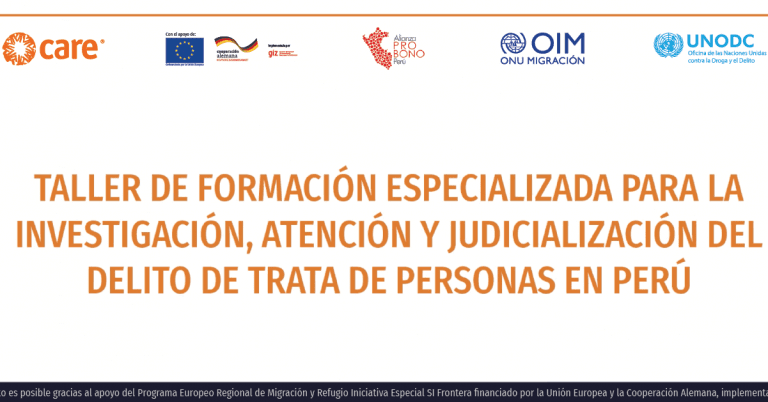 care
Con el apoyo de:
cooperación
alemana
giz
Alianza
PRO
BONO
Perú
OIM
ONU MIGRACIÓN
UNODC
Oficina de las Naciones Unidas
contra la Droga y el Delito
TALLER DE FORMACIÓN ESPECIALIZADA PARA LA
INVESTIGACIÓN, ATENCIÓN Y JUDICIALIZACIÓN DEL
DELITO DE TRATA DE PERSONAS EN PERÚ
to es posible gracias al apoyo del Programa Europeo Regional de Migración y Refugio Iniciativa Especial SI Frontera financiado por la Unión Europea y la Cooperación Alemana, implementa